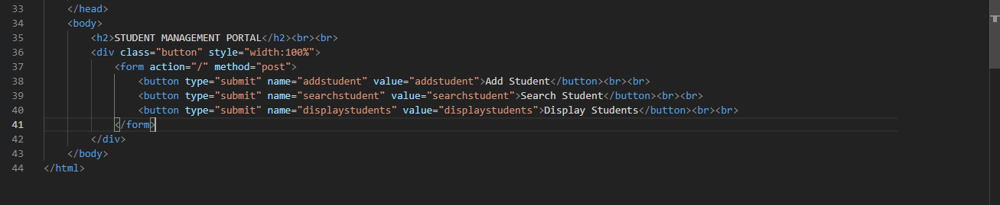 33 </head>
34 <body>
35 <h2>STUDENT MANAGEMENT PORTAL</h2><br><br>
36 <div class="button" style="width:100%">
37 <form action="/" method="post">
38 <button type="submit" name="addstudent" value="addstudent">Add Student</button><br><br>
39 <button type="submit" name="searchstudent" value="searchstudent">Search Student</button><br><br>
40 <button type="submit" name="displaystudents" value="displaystudents">Display Students</button><br><br>
41 </form>
42 </div>
43 </body>
44 </html>